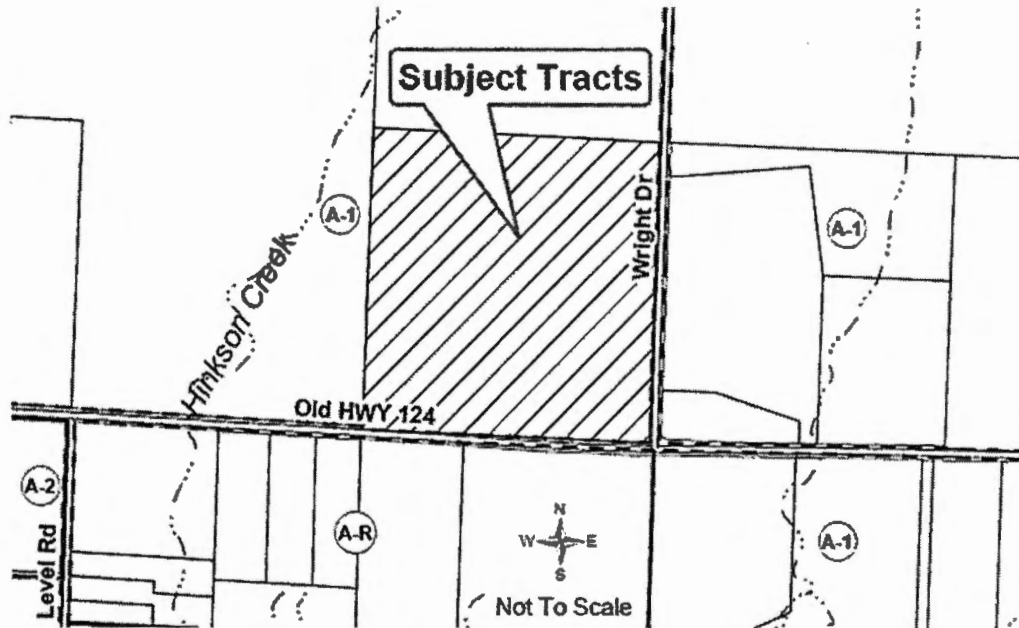 Subject Tracts
A-1
Wright Dr
A-1
Hinkson Creek
Old HWY 124
A-2
Level Rd
A-R
N
W E
S
A-1
Not To Scale